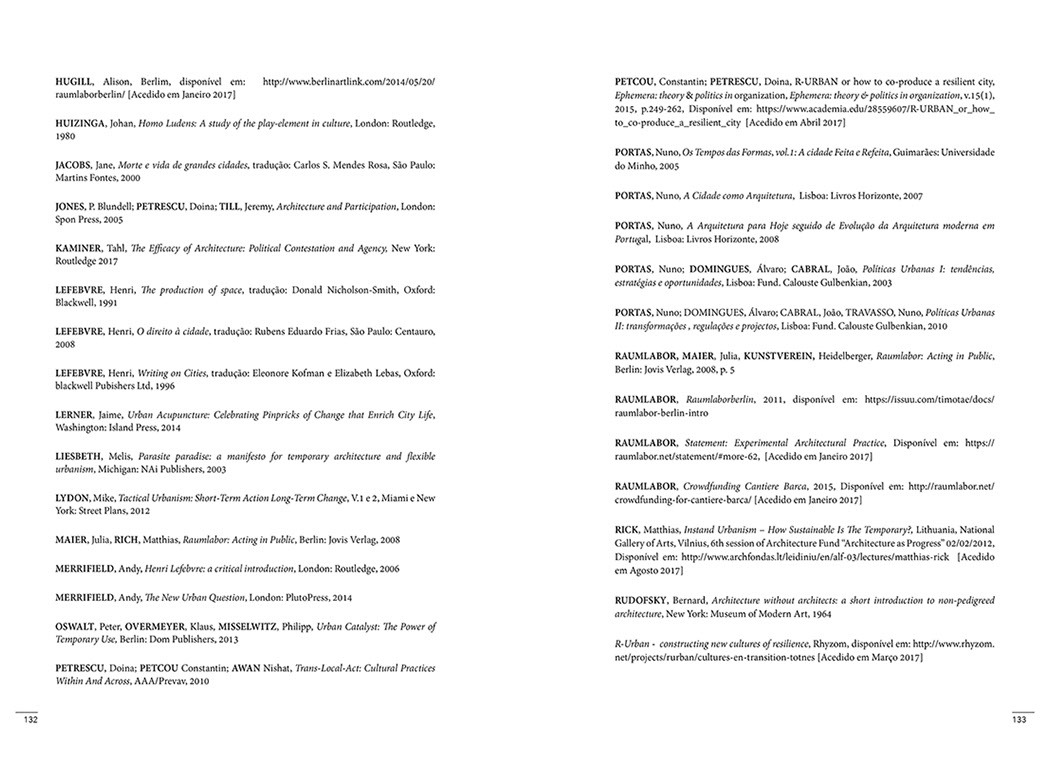 HUGILL, Alison, Berlim, disponível em: http://www.berlinartlink.com/2014/05/20/
raumlaborberlin/ [Acedido em Janeiro 2017]
HUIZINGA, Johan, Homo Ludens: A study of the play-element in culture, London: Routledge,
1980
JACOBS, Jane, Morte e vida de grandes cidades, tradução: Carlos S. Mendes Rosa, São Paulo:
Martins Fontes, 2000
JONES, P. Blundell; PETRESCU, Doina; TILL, Jeremy, Architecture and Participation, London:
Spon Press, 2005
KAMINER, Tahl, The Efficacy of Architecture: Political Contestation and Agency, New York:
Routledge 2017
LEFEBVRE, Henri, The production of space, tradução: Donald Nicholson-Smith, Oxford:
Blackwell, 1991
LEFEBVRE, Henri, O direito à cidade, tradução: Rubens Eduardo Frias, São Paulo: Centauro,
2008
LEFEBVRE, Henri, Writing on Cities, tradução: Eleonore Kofman e Elizabeth Lebas, Oxford:
blackwell Pubishers Ltd, 1996
LERNER, Jaime, Urban Acupuncture: Celebrating Pinpricks of Change that Enrich City Life,
Washington: Island Press, 2014
LIESBETH, Melis, Parasite paradise: a manifesto for temporary architecture and flexible
urbanism, Michigan: NAi Publishers, 2003
LYDON, Mike, Tactical Urbanism: Short-Term Action Long-Term Change, V.1 e 2, Miami e New
York: Street Plans, 2012
MAIER, Julia, RICH, Matthias, Raumlabor: Acting in Public, Berlin: Jovis Verlag, 2008
MERRIFIELD, Andy, Henri Lefebvre: a critical introduction, London: Routledge, 2006
MERRIFIELD, Andy, The New Urban Question, London: PlutoPress, 2014
OSWALT, Peter, OVERMEYER, Klaus, MISSELWITZ, Philipp, Urban Catalyst: The Power of
Temporary Use, Berlin: Dom Publishers, 2013
PETRESCU, Doina; PETCOU Constantin; AWAN Nishat, Trans-Local-Act: Cultural Practices
Within And Across, AAA/Prevav, 2010
132
PETCOU, Constantin; PETRESCU, Doina, R-URBAN or how to co-produce a resilient city,
Ephemera: theory & politics in organization, Ephemera: theory & politics in organization, v.15(1),
2015, p.249-262, Disponível em: https://www.academia.edu/28559607/R-URBAN_or_how_
to_co-produce_a_resilient_city [Acedido em Abril 2017]
PORTAS, Nuno, Os Tempos das Formas, vol.1: A cidade Feita e Refeita, Guimarães: Universidade
do Minho, 2005
PORTAS, Nuno, A Cidade como Arquitectura, Lisboa: Livros Horizonte, 2007
PORTAS, Nuno, A Arquitetura para Hoje seguido de Evolução da Arquitetura moderna em
Portugal, Lisboa: Livros Horizonte, 2008
PORTAS, Nuno; DOMINGUES, Álvaro; CABRAL, João, Políticas Urbanas I: tendências,
estratégias e oportunidades, Lisboa: Fund. Calouste Gulbenkian, 2003
PORTAS, Nuno; DOMINGUES, Álvaro; CABRAL, João, TRAVASSO, Nuno, Políticas Urbanas
II: transformações , regulações e projectos, Lisboa: Fund. Calouste Gulbenkian, 2010
RAUMLABOR, MAIER, Julia, KUNSTVEREIN, Heidelberger, Raumlabor: Acting in Public,
Berlin: Jovis Verlag, 2008, p. 5
RAUMLABOR, Raumlaborberlin, 2011, disponível em: https://issuu.com/timotae/docs/
raumlabor-berlin-intro
RAUMLABOR, Statement: Experimental Architectural Practice, Disponível em: https://
raumlabor.net/statement/#more-62, [Acedido em Janeiro 2017]
RAUMLABOR, Crowdfunding Cantiere Barca, 2015, Disponível em: http://raumlabor.net/
crowdfunding-for-cantiere-barca/ [Acedido em Janeiro 2017]
RICK, Matthias, Instand Urbanism – How Sustainable Is The Temporary?, Lithuania, National
Gallery of Arts, Vilnius, 6th session of Architecture Fund “Architecture as Progress” 02/02/2012,
Disponível em: http://www.archfondas.lt/leidiniu/en/alf-03/lectures/matthias-rick [Acedido
em Agosto 2017]
RUDOFSKY, Bernard, Architecture without architects: a short introduction to non-pedigreed
architecture, New York: Museum of Modern Art, 1964
R-Urban - constructing new cultures of resilience, Rhyzom, disponível em: http://www.rhyzom.
net/projects/rurban/cultures-en-transition-totnes [Acedido em Março 2017]
133